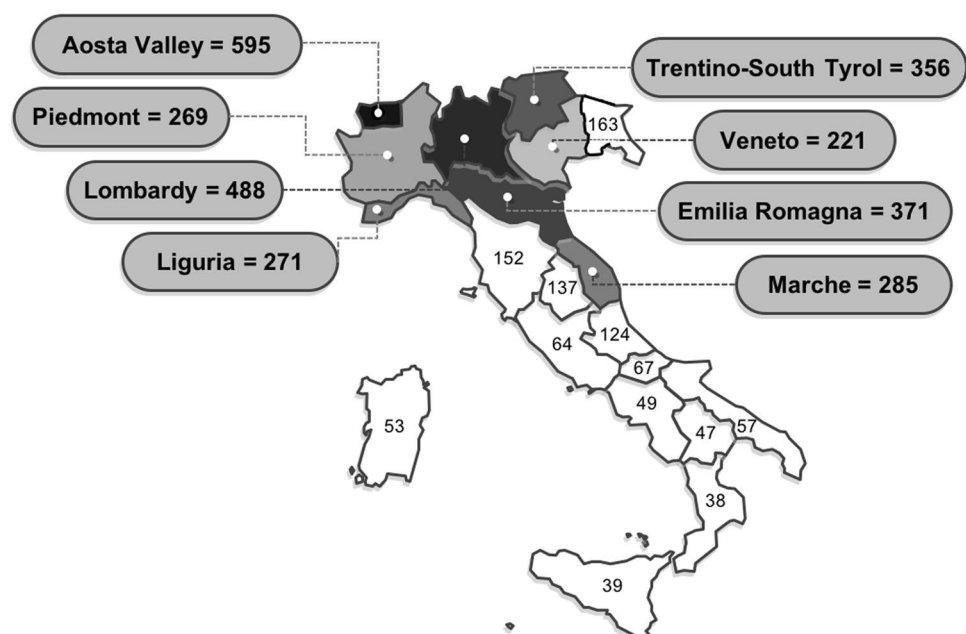 Aosta Valley = 595
Trentino-South Tyrol = 356
Piedmont = 269
163
Veneto = 221
Lombardy = 488
Emilia Romagna = 371
Liguria = 271
152
137
Marche = 285
64
124
67
49
53
47
57
38
39